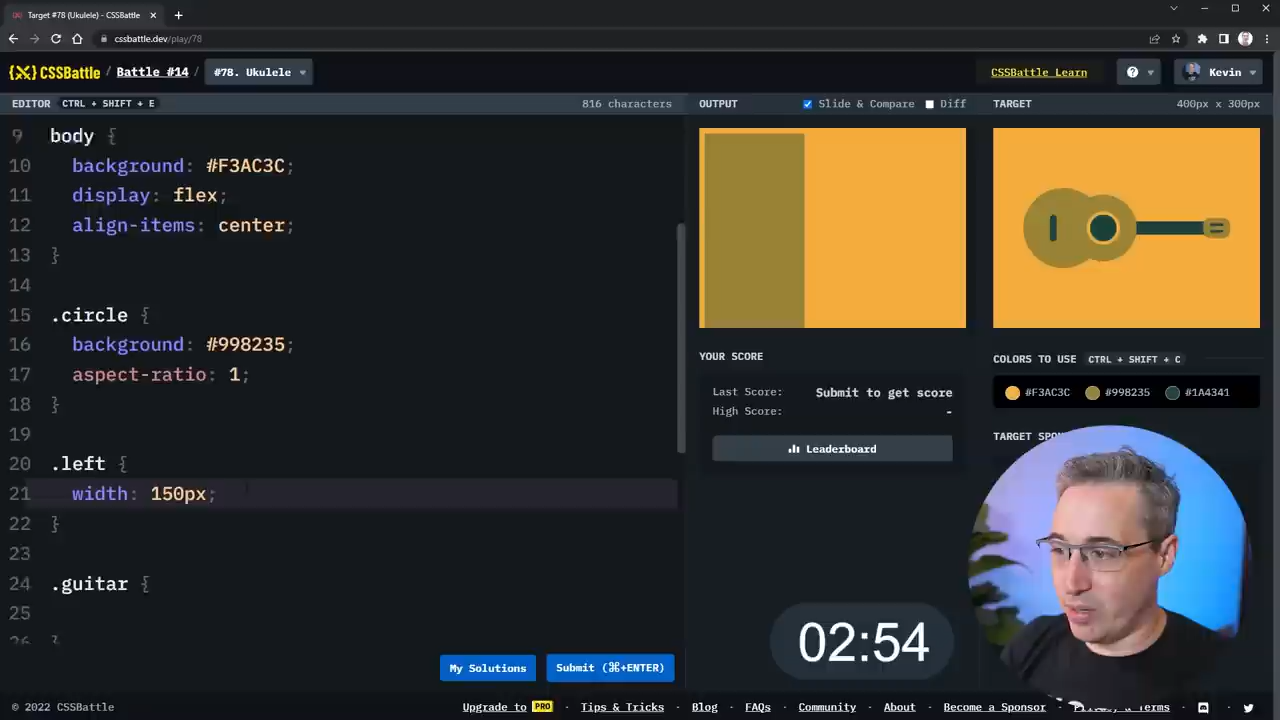 Target #78 (Ukulele) - CSSBattle
cssbattle.dev/play/78
{X} CSSBattle / Battle #14 / #78. Ukulele
CSSBattle Learn
? Kevin
EDITOR CTRL + SHIFT + E 816 characters
OUTPUT Slide & Compare Diff
TARGET 400px x 300px
9 body {
10 background: #F3AC3C;
11 display: flex;
12 align-items: center;
13 }
14
15 .circle {
16 background: #998235;
17 aspect-ratio: 1;
18 }
19
20 .left {
21 width: 150px;
22 }
23
24 .guitar {
25
26 }
YOUR SCORE
Last Score: Submit to get score
High Score: -
Leaderboard
COLORS TO USE CTRL + SHIFT + C
#F3AC3C #998235 #1A4341
TARGET
02:54
My Solutions
Submit (⌘+ENTER)
© 2022 CSSBattle
Upgrade to PRO Tips & Tricks Blog FAQs Community About Become a Sponsor & Terms